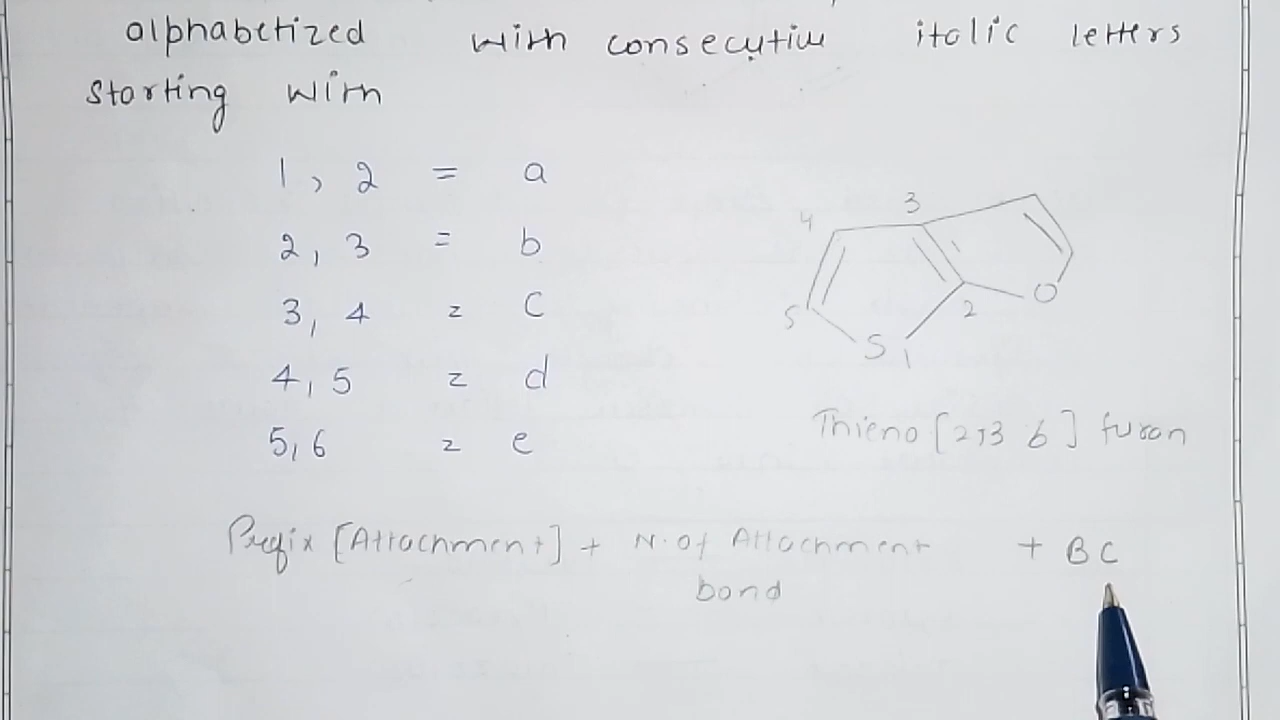 alphabetized with consecutive italic letters
starting with
1, 2 = a
2, 3 = b
3, 4 = c
4, 5 = d
5, 6 = e
3
4
O
2
5
S 1
Thieno [2,3 b] furan
Prefix [Attachment] + N. of Attachment + BC
bond